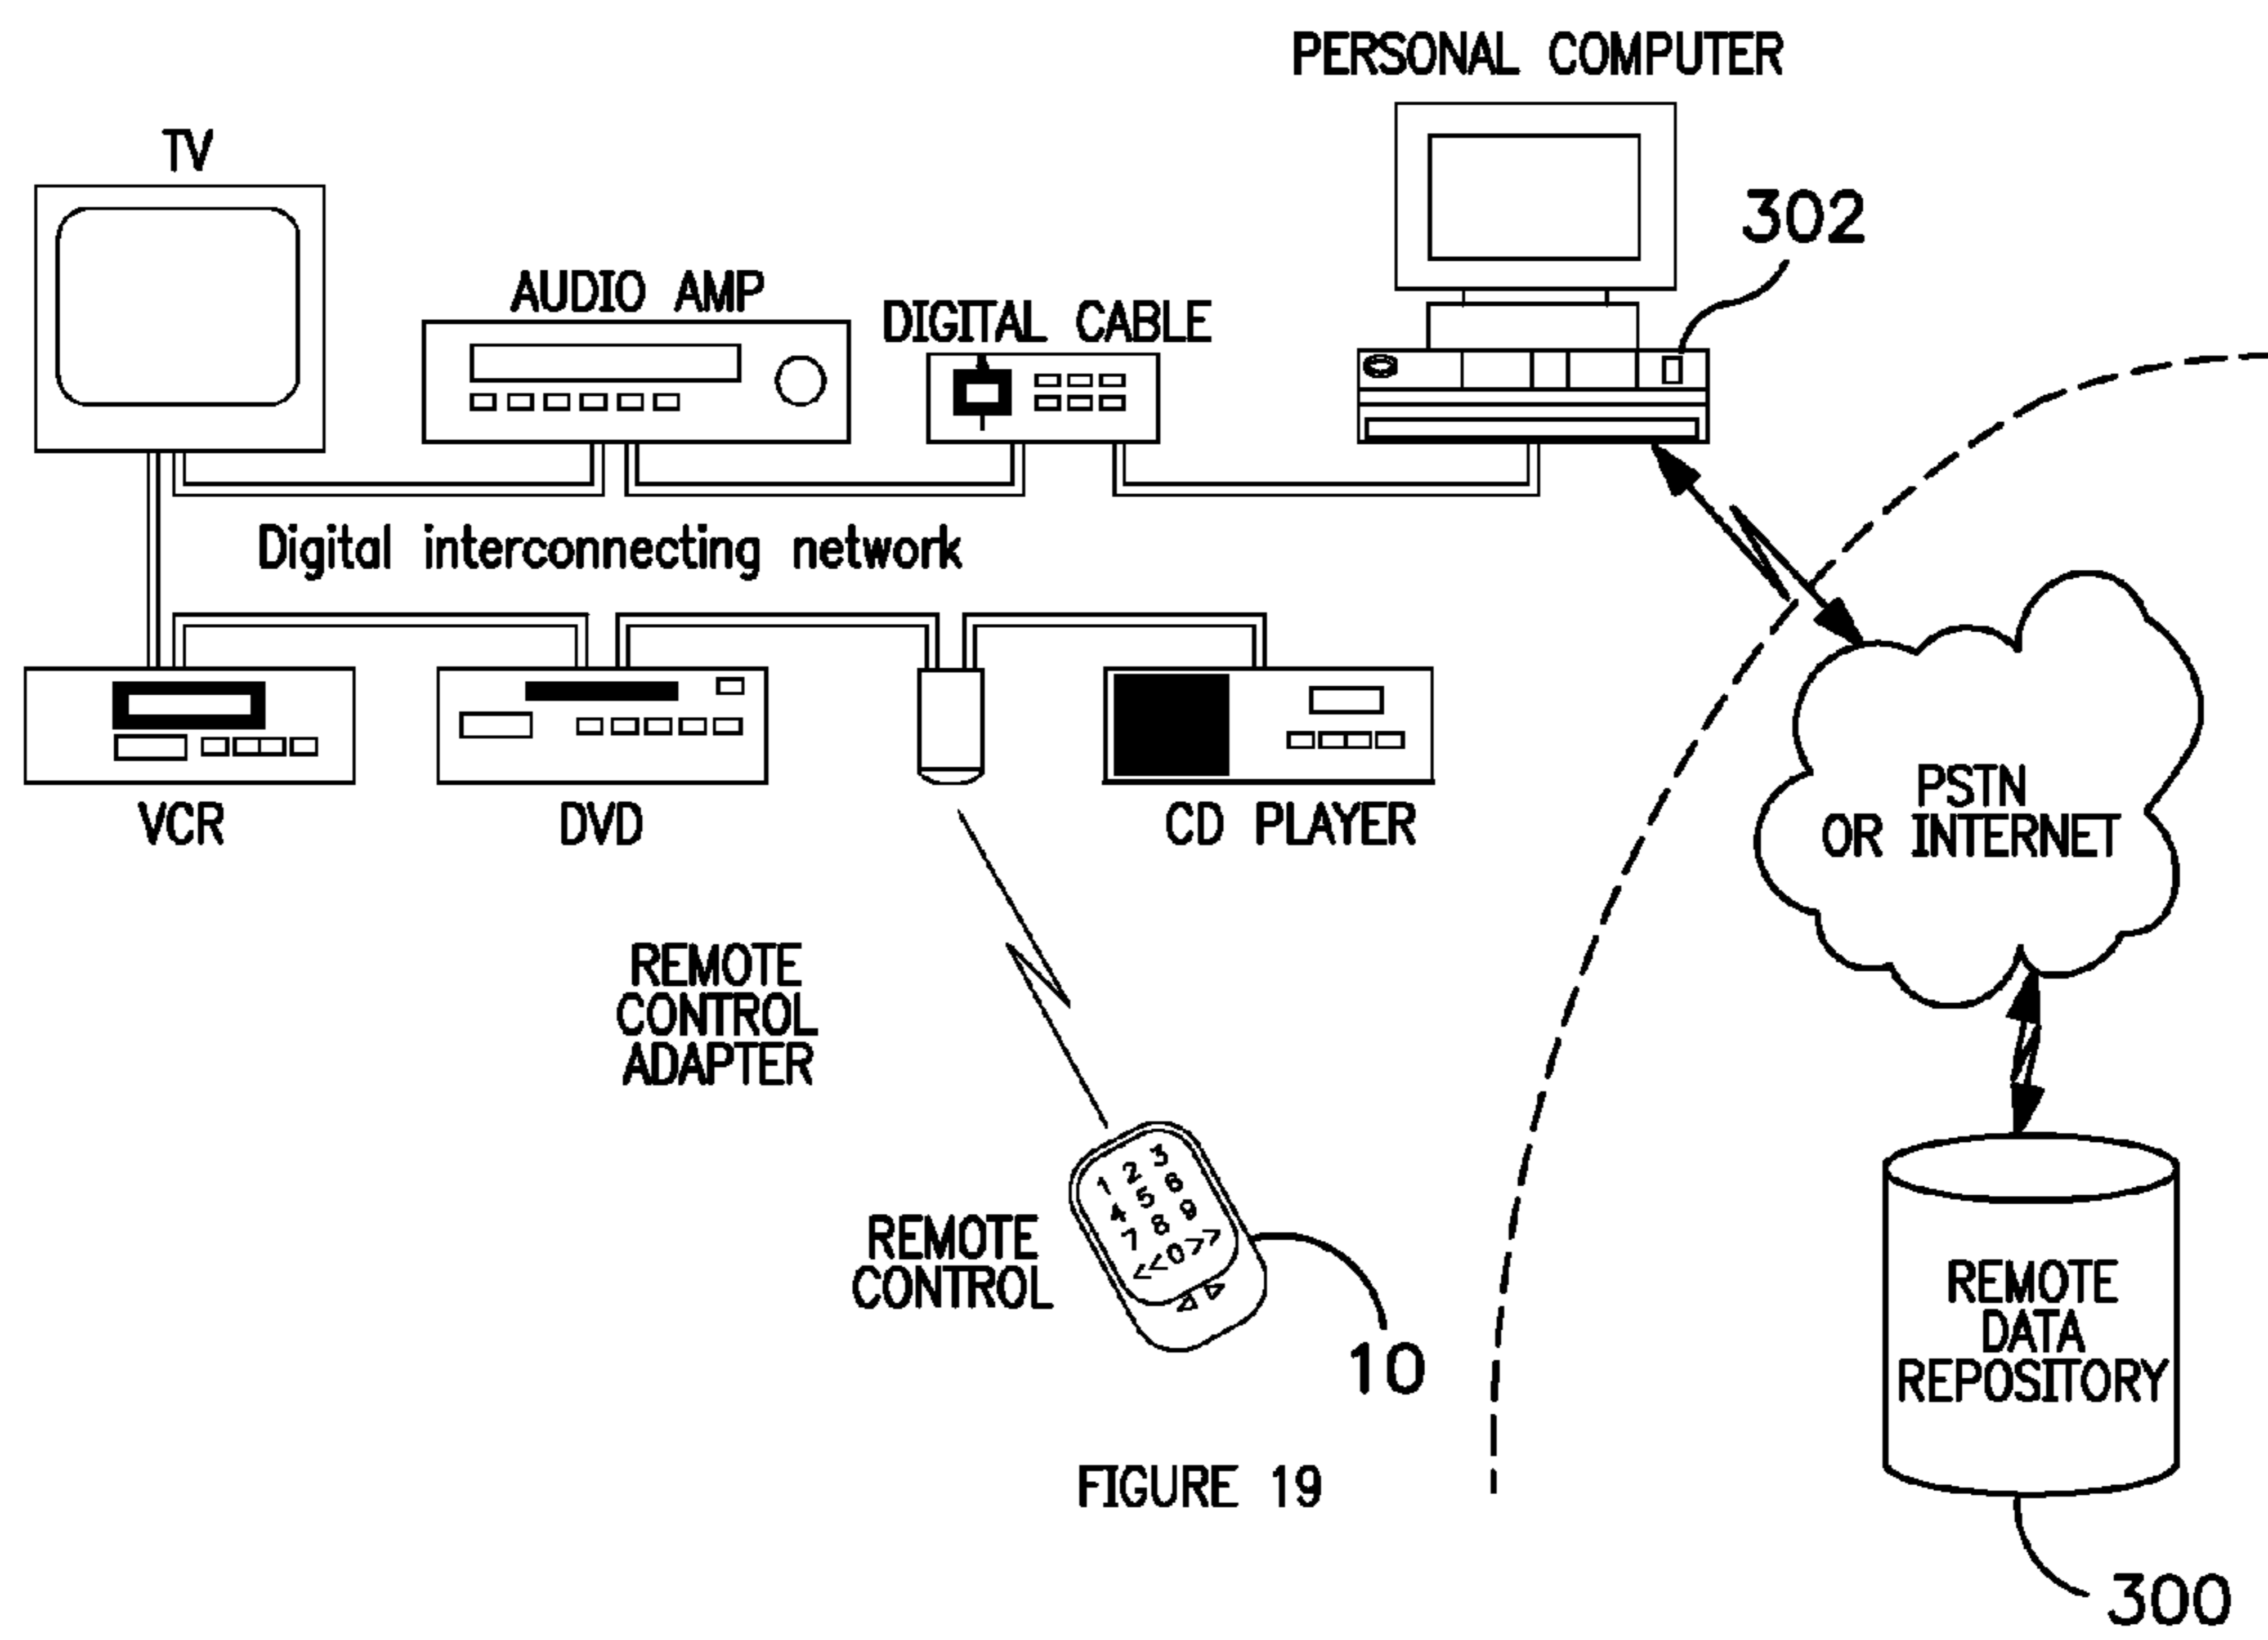 PERSONAL COMPUTER
TV
302
AUDIO AMP
DIGITAL CABLE
Digital interconnecting network
VCR
DVD
CD PLAYER
PSTN
OR INTERNET
REMOTE
CONTROL
ADAPTER
1 2 3
4 5 6
7 8 9
<< 0 >>
REMOTE
CONTROL
10
REMOTE
DATA
REPOSITORY
FIGURE 19
300